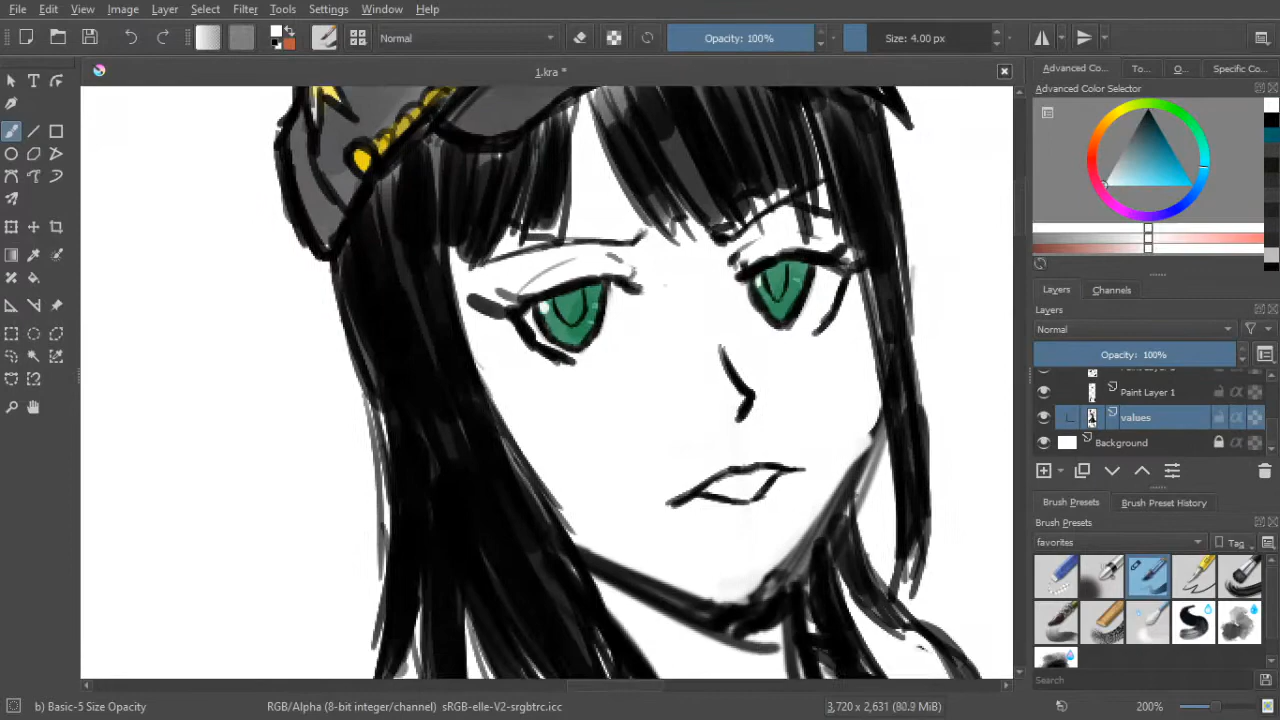 File Edit View Image Layer Select Filter Tools Settings Window Help
Normal Opacity: 100% Size: 4.00 px
1.kra *
Advanced Co... To... O... Specific Co...
Advanced Color Selector
Layers Channels
Layers
Normal
Opacity: 100%
Paint Layer 1
values
Background
Brush Presets Brush Preset History
Brush Presets
favorites Tag
Search
b) Basic-5 Size Opacity RGB/Alpha (8-bit integer/channel) sRGB-elle-V2-srgbtrc.icc 3,720 x 2,631 (80.9 MiB) 200%